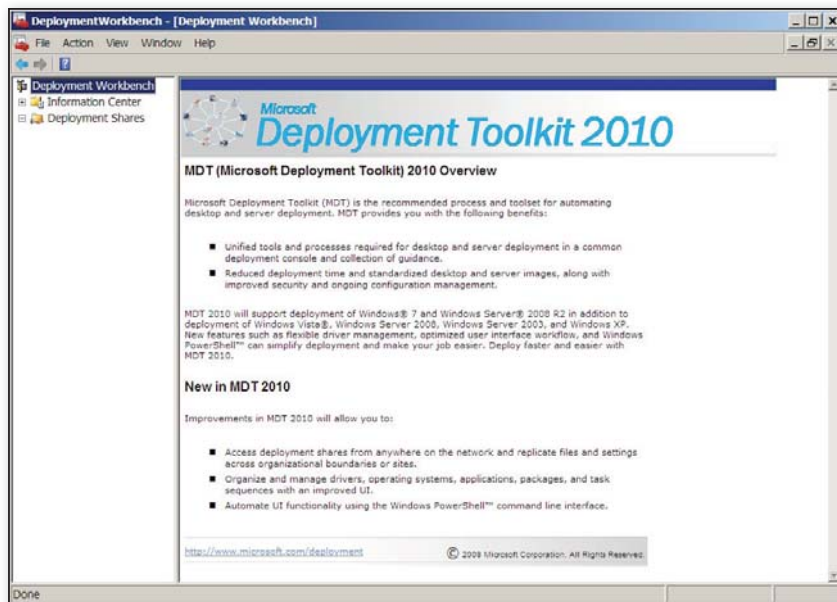 DeploymentWorkbench - [Deployment Workbench]
File Action View Window Help
Deployment Workbench
Information Center
Deployment Shares
Microsoft
Deployment Toolkit 2010
MDT (Microsoft Deployment Toolkit) 2010 Overview
Microsoft Deployment Toolkit (MDT) is the recommended process and toolset for automating
desktop and server deployment. MDT provides you with the following benefits:
■ Unified tools and processes required for desktop and server deployment in a common
deployment console and collection of guidance.
■ Reduced deployment time and standardized desktop and server images, along with
improved security and ongoing configuration management.
MDT 2010 will support deployment of Windows® 7 and Windows Server® 2008 R2 in addition to
deployment of Windows Vista®, Windows Server 2008, Windows Server 2003, and Windows XP.
New features such as flexible driver management, optimized user interface workflow, and Windows
PowerShell™ can simplify deployment and make your job easier. Deploy faster and easier with
MDT 2010.
New in MDT 2010
Improvements in MDT 2010 will allow you to:
■ Access deployment shares from anywhere on the network and replicate files and settings
across organizational boundaries or sites.
■ Organize and manage drivers, operating systems, applications, packages, and task
sequences with an improved UI.
■ Automate UI functionality using the Windows PowerShell™ command line interface.
http://www.microsoft.com/deployment
© 2009 Microsoft Corporation. All Rights Reserved.
Done